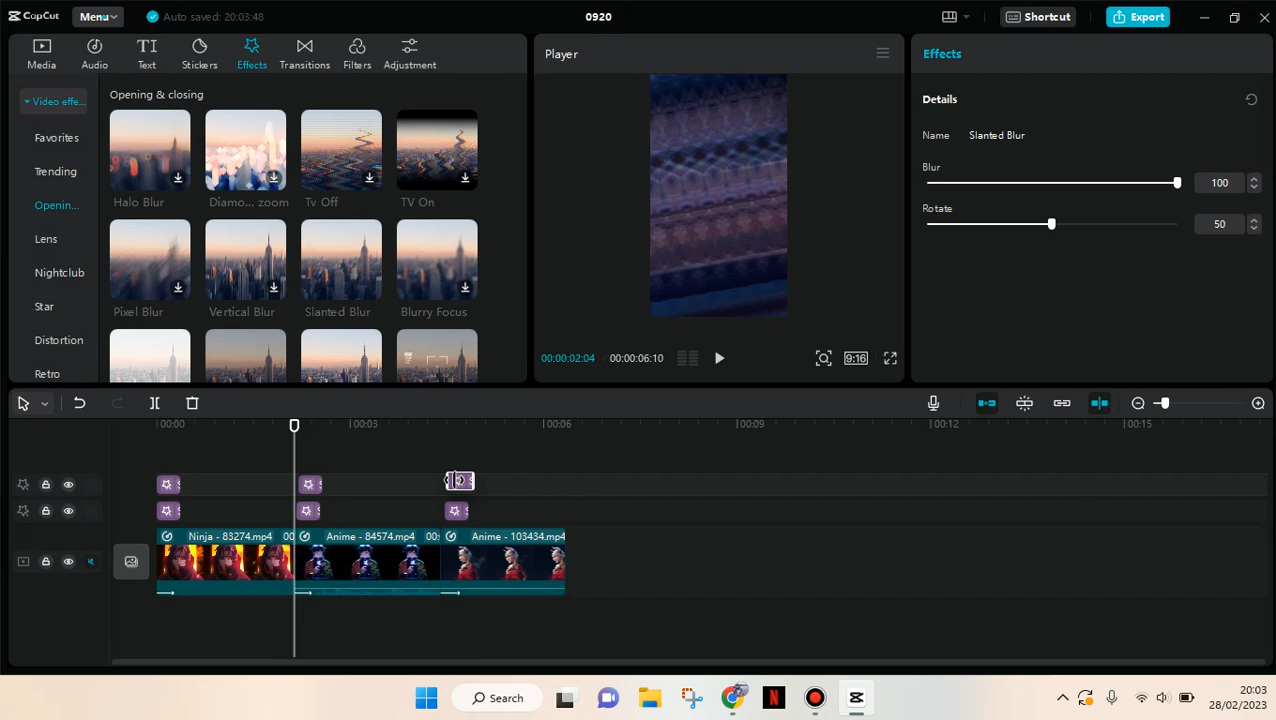 CapCut
Menu
Auto saved: 20:03:48
0920
Shortcut
Export
Media
Audio
Text
Stickers
Effects
Transitions
Filters
Adjustment
Video effe...
Favorites
Trending
Openin...
Lens
Nightclub
Star
Distortion
Retro
Opening & closing
Halo Blur
Diamo... zoom
Tv Off
TV On
Pixel Blur
Vertical Blur
Slanted Blur
Blurry Focus
Player
00:00:02:04
00:00:06:10
9:16
Effects
Details
Name
Slanted Blur
Blur
100
Rotate
50
00:00
00:03
00:06
00:09
00:12
00:15
S
S
S
S
S
S
Ninja - 83274.mp4 00
Anime - 84574.mp4 00:
Anime - 103434.mp4
Search
20:03
28/02/2023